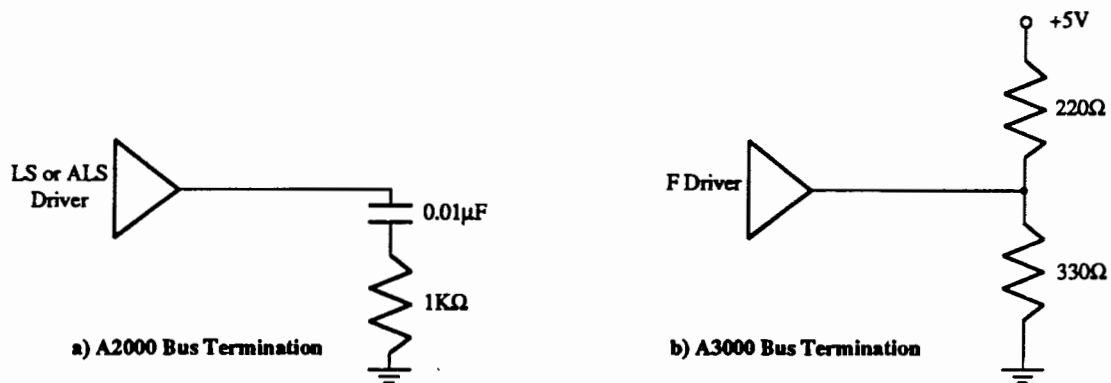 +5V
220Ω
LS or ALS
Driver
0.01µF
1KΩ
a) A2000 Bus Termination
F Driver
330Ω
b) A3000 Bus Termination